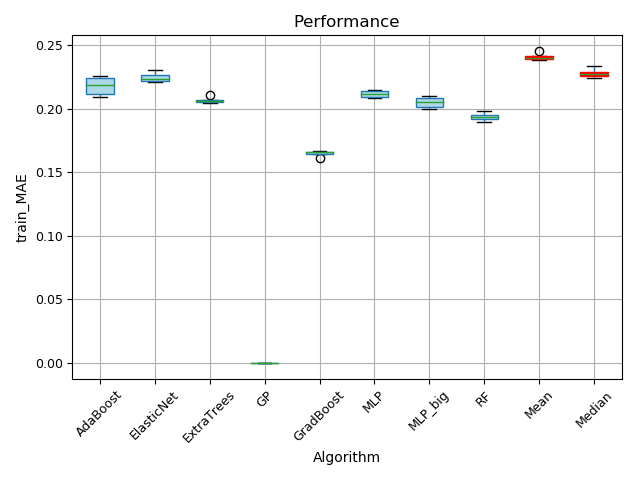 Performance
train_MAE
0.25
0.20
0.15
0.10
0.05
0.00
AdaBoost
ElasticNet
ExtraTrees
GP
GradBoost
MLP
MLP_big
RF
Mean
Median
Algorithm